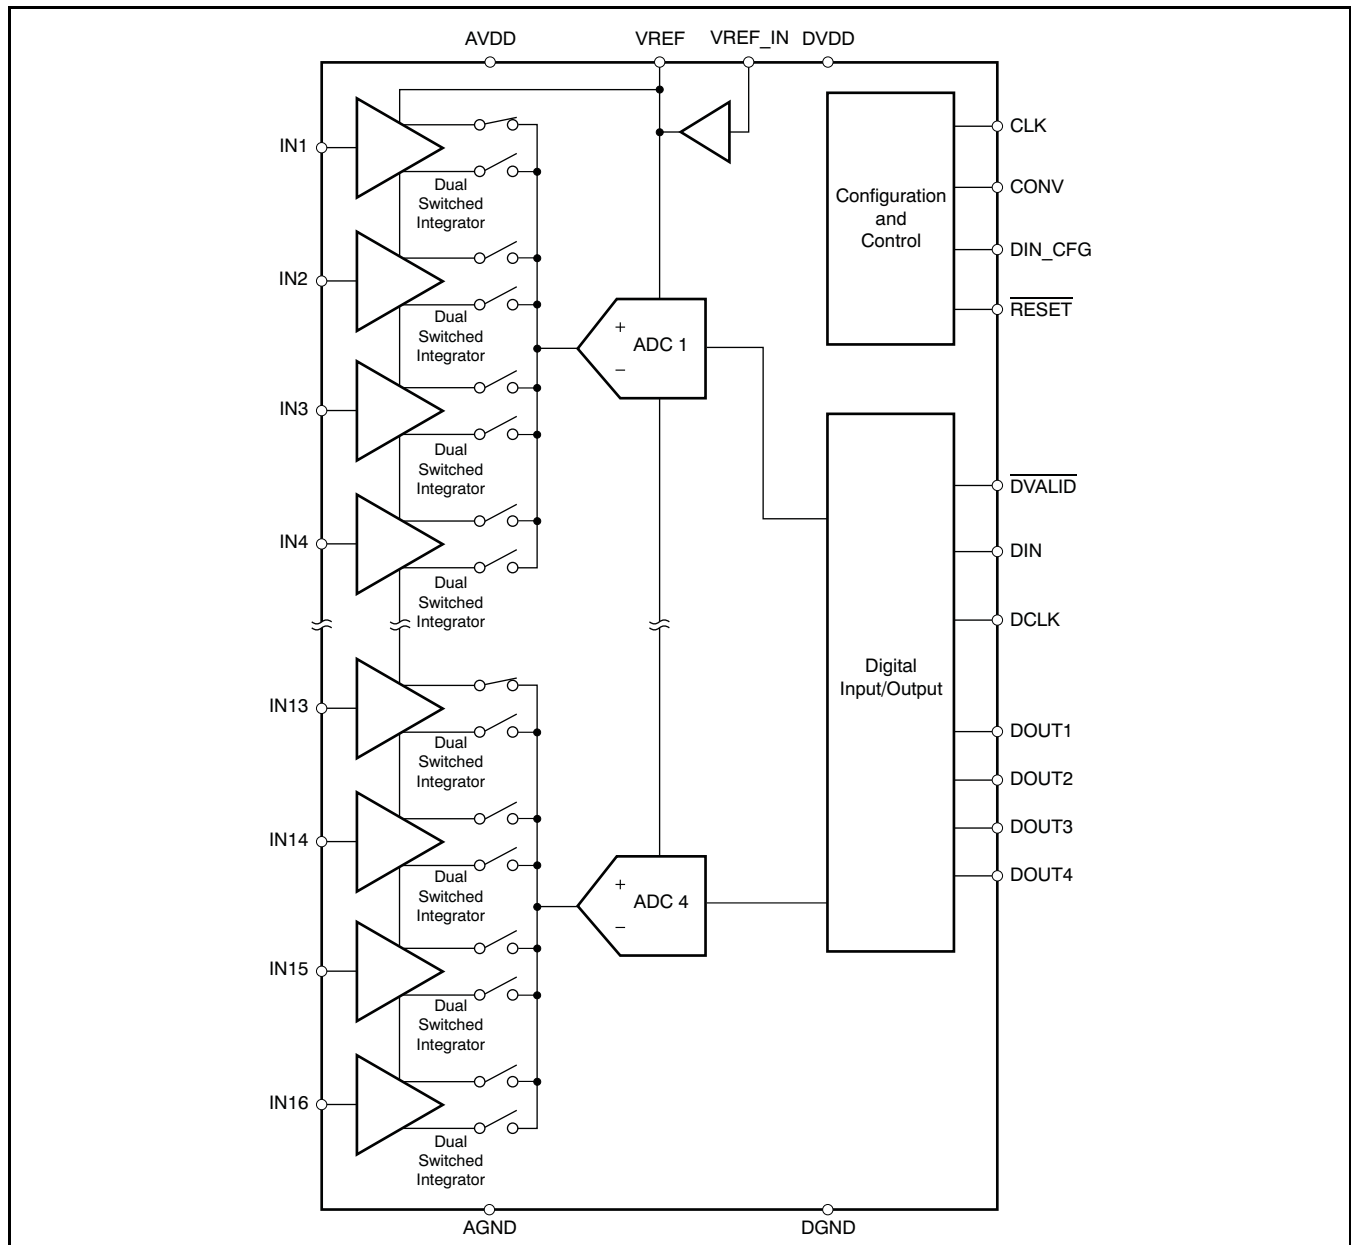 AVDD
VREF
VREF_IN
DVDD
IN1
Dual
Switched
Integrator
IN2
Dual
Switched
Integrator
IN3
Dual
Switched
Integrator
IN4
Dual
Switched
Integrator
IN13
Dual
Switched
Integrator
IN14
Dual
Switched
Integrator
IN15
Dual
Switched
Integrator
IN16
Dual
Switched
Integrator
+
ADC 1
−
+
ADC 4
−
Configuration
and
Control
CLK
CONV
DIN_CFG
RESET
Digital
Input/Output
DVALID
DIN
DCLK
DOUT1
DOUT2
DOUT3
DOUT4
AGND
DGND